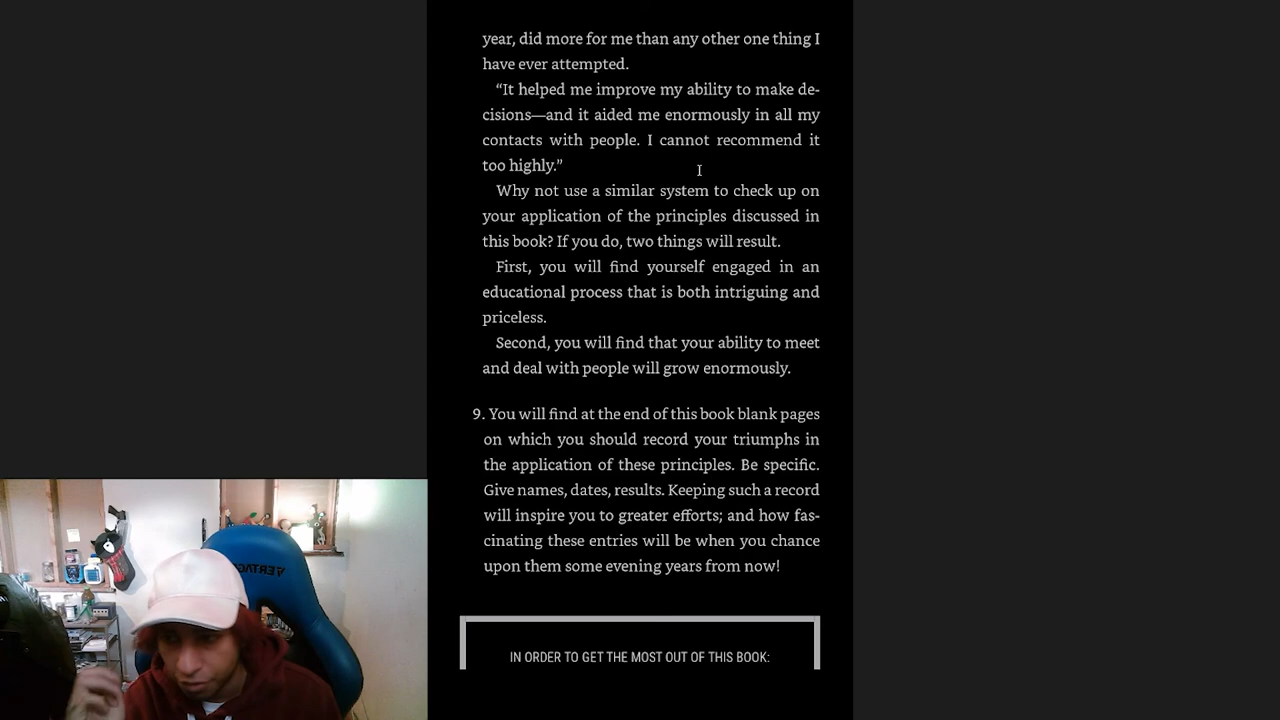 year, did more for me than any other one thing I
have ever attempted.
“It helped me improve my ability to make de-
cisions—and it aided me enormously in all my
contacts with people. I cannot recommend it
too highly.”
Why not use a similar system to check up on
your application of the principles discussed in
this book? If you do, two things will result.
First, you will find yourself engaged in an
educational process that is both intriguing and
priceless.
Second, you will find that your ability to meet
and deal with people will grow enormously.
9. You will find at the end of this book blank pages
on which you should record your triumphs in
the application of these principles. Be specific.
Give names, dates, results. Keeping such a record
will inspire you to greater efforts; and how fas-
cinating these entries will be when you chance
upon them some evening years from now!
IN ORDER TO GET THE MOST OUT OF THIS BOOK: